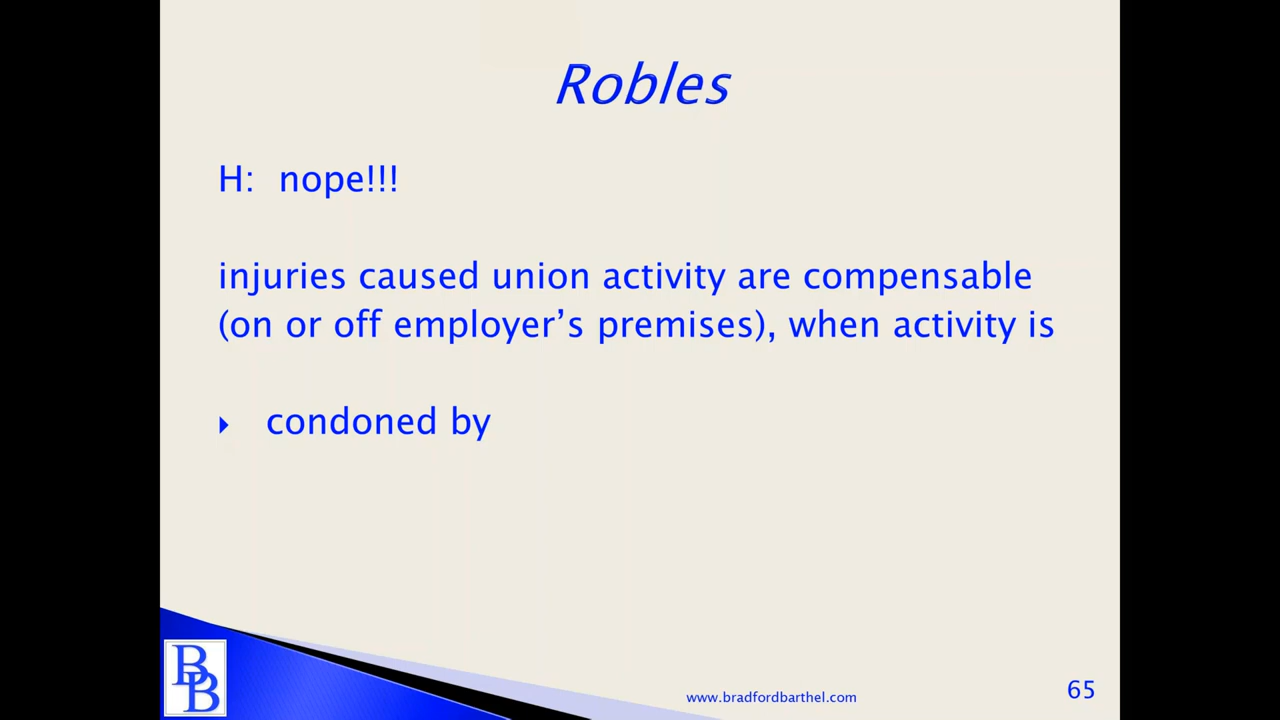 Robles
H: nope!!!
injuries caused union activity are compensable
(on or off employer’s premises), when activity is
condoned by
BB
www.bradfordbarthel.com
65